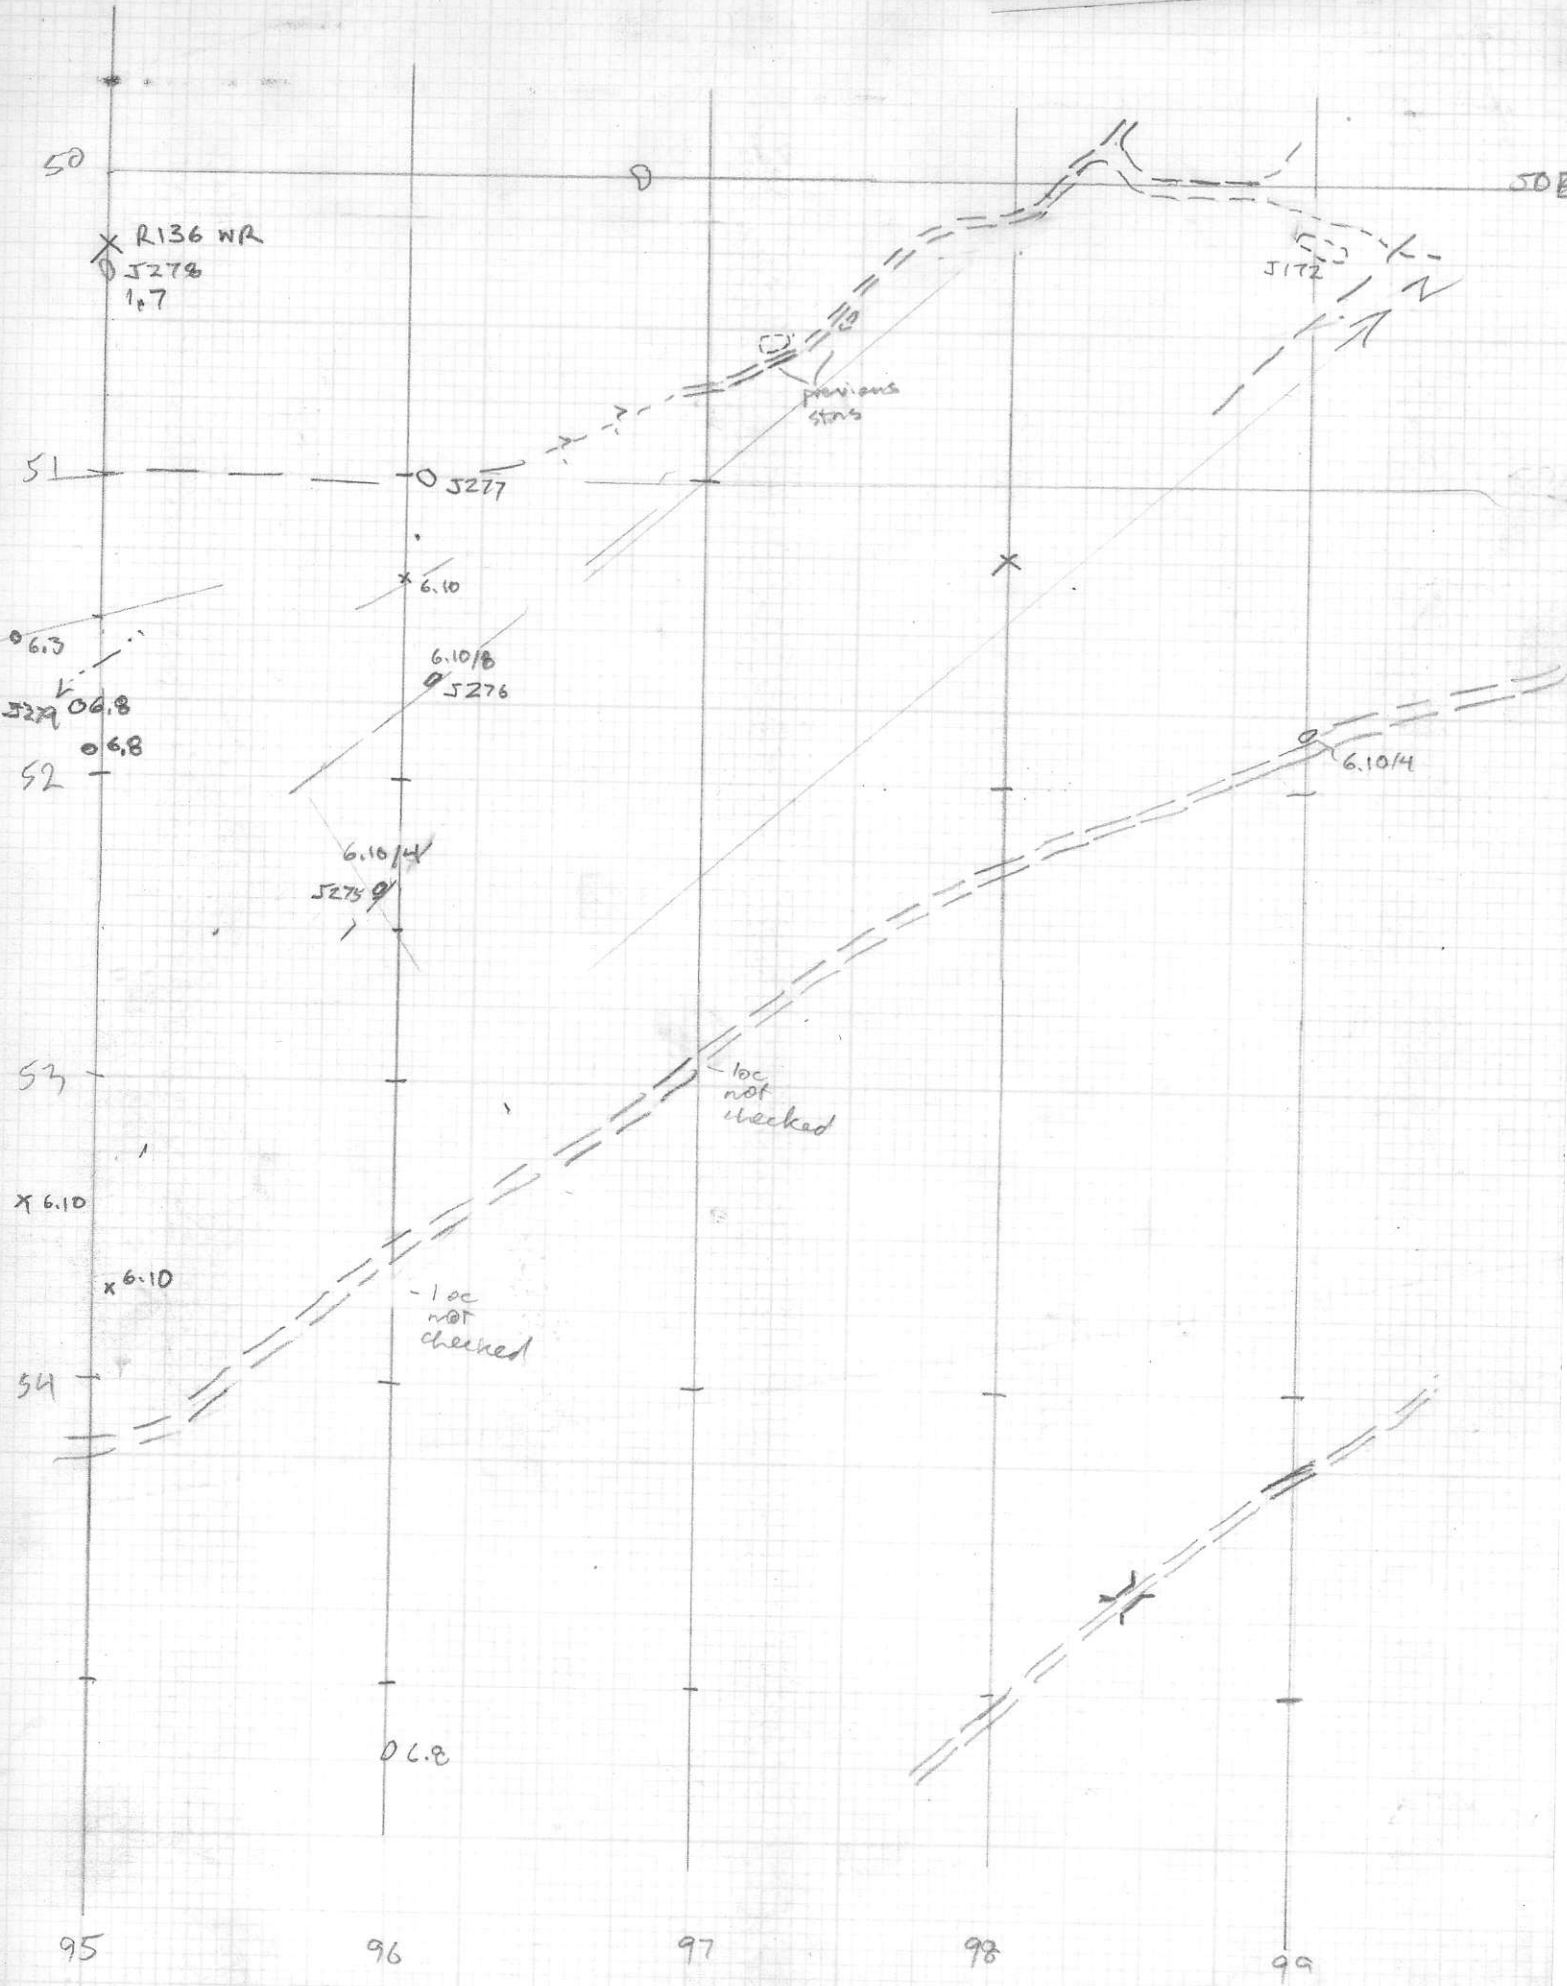 50
50E
R136 WR
J278
1.7
J172
N
previous
stns
51
J277
6.10
6.3
6.10/8
J276
J279 6.8
6.8
52
6.10/4
6.10/4
J275
53
- loc
not
checked
x 6.10
x 6.10
- loc
not
checked
54
6.8
95
96
97
98
99